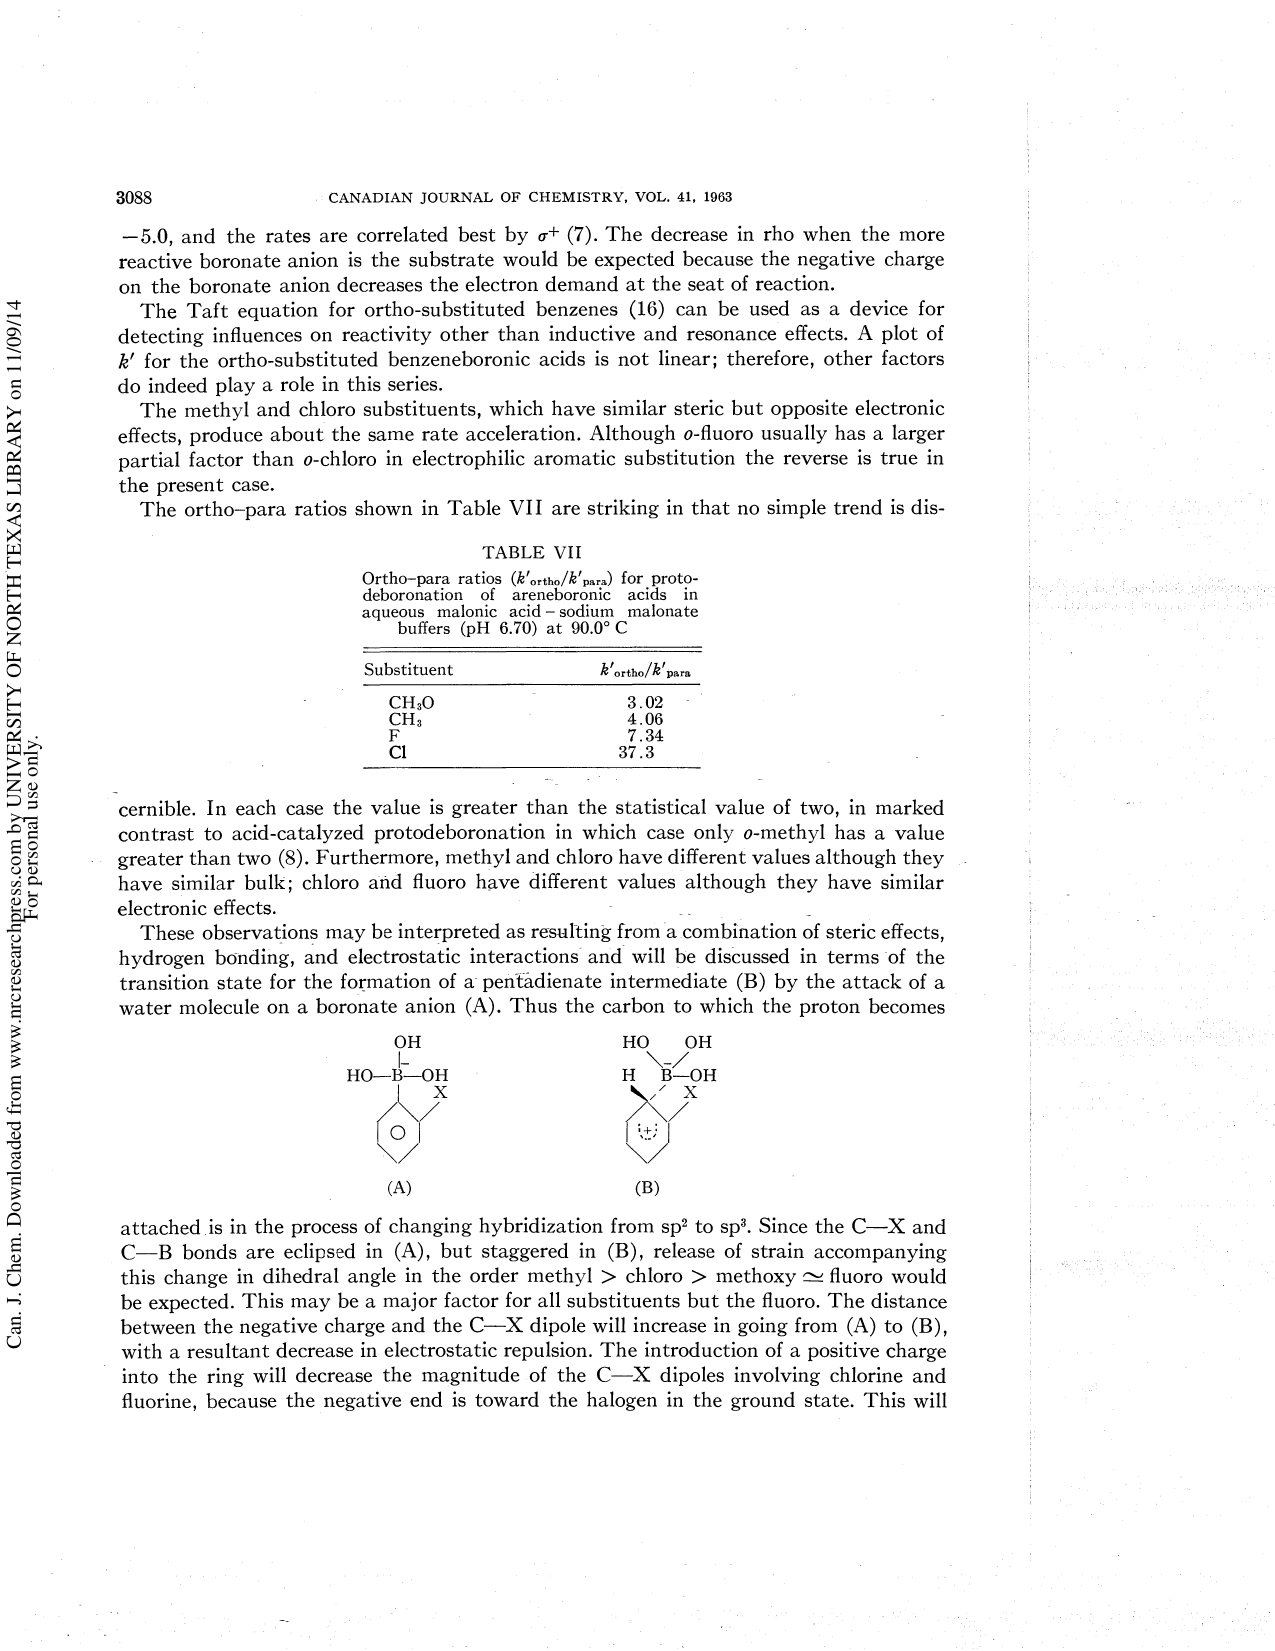 3088
CANADIAN JOURNAL OF CHEMISTRY, VOL. 41, 1963
−5.0, and the rates are correlated best by σ⁺ (7). The decrease in rho when the more
reactive boronate anion is the substrate would be expected because the negative charge
on the boronate anion decreases the electron demand at the seat of reaction.
The Taft equation for ortho-substituted benzenes (16) can be used as a device for
detecting influences on reactivity other than inductive and resonance effects. A plot of
k′ for the ortho-substituted benzeneboronic acids is not linear; therefore, other factors
do indeed play a role in this series.
The methyl and chloro substituents, which have similar steric but opposite electronic
effects, produce about the same rate acceleration. Although o-fluoro usually has a larger
partial factor than o-chloro in electrophilic aromatic substitution the reverse is true in
the present case.
The ortho–para ratios shown in Table VII are striking in that no simple trend is dis-
TABLE VII
Ortho-para ratios (k′ortho/k′para) for proto-
deboronation of areneboronic acids in
aqueous malonic acid – sodium malonate
buffers (pH 6.70) at 90.0° C
Substituent k′ortho/k′para
CH₃O 3.02
CH₃ 4.06
F 7.34
Cl 37.3
cernible. In each case the value is greater than the statistical value of two, in marked
contrast to acid-catalyzed protodeboronation in which case only o-methyl has a value
greater than two (8). Furthermore, methyl and chloro have different values although they
have similar bulk; chloro and fluoro have different values although they have similar
electronic effects.
These observations may be interpreted as resulting from a combination of steric effects,
hydrogen bonding, and electrostatic interactions and will be discussed in terms of the
transition state for the formation of a pentadienate intermediate (B) by the attack of a
water molecule on a boronate anion (A). Thus the carbon to which the proton becomes
OH HO OH
HO—B—OH H B—OH
X X
+
(A) (B)
attached is in the process of changing hybridization from sp² to sp³. Since the C—X and
C—B bonds are eclipsed in (A), but staggered in (B), release of strain accompanying
this change in dihedral angle in the order methyl > chloro > methoxy ≃ fluoro would
be expected. This may be a major factor for all substituents but the fluoro. The distance
between the negative charge and the C—X dipole will increase in going from (A) to (B),
with a resultant decrease in electrostatic repulsion. The introduction of a positive charge
into the ring will decrease the magnitude of the C—X dipoles involving chlorine and
fluorine, because the negative end is toward the halogen in the ground state. This will
Can. J. Chem. Downloaded from www.nrcresearchpress.com by UNIVERSITY OF NORTH TEXAS LIBRARY on 11/09/14
For personal use only.